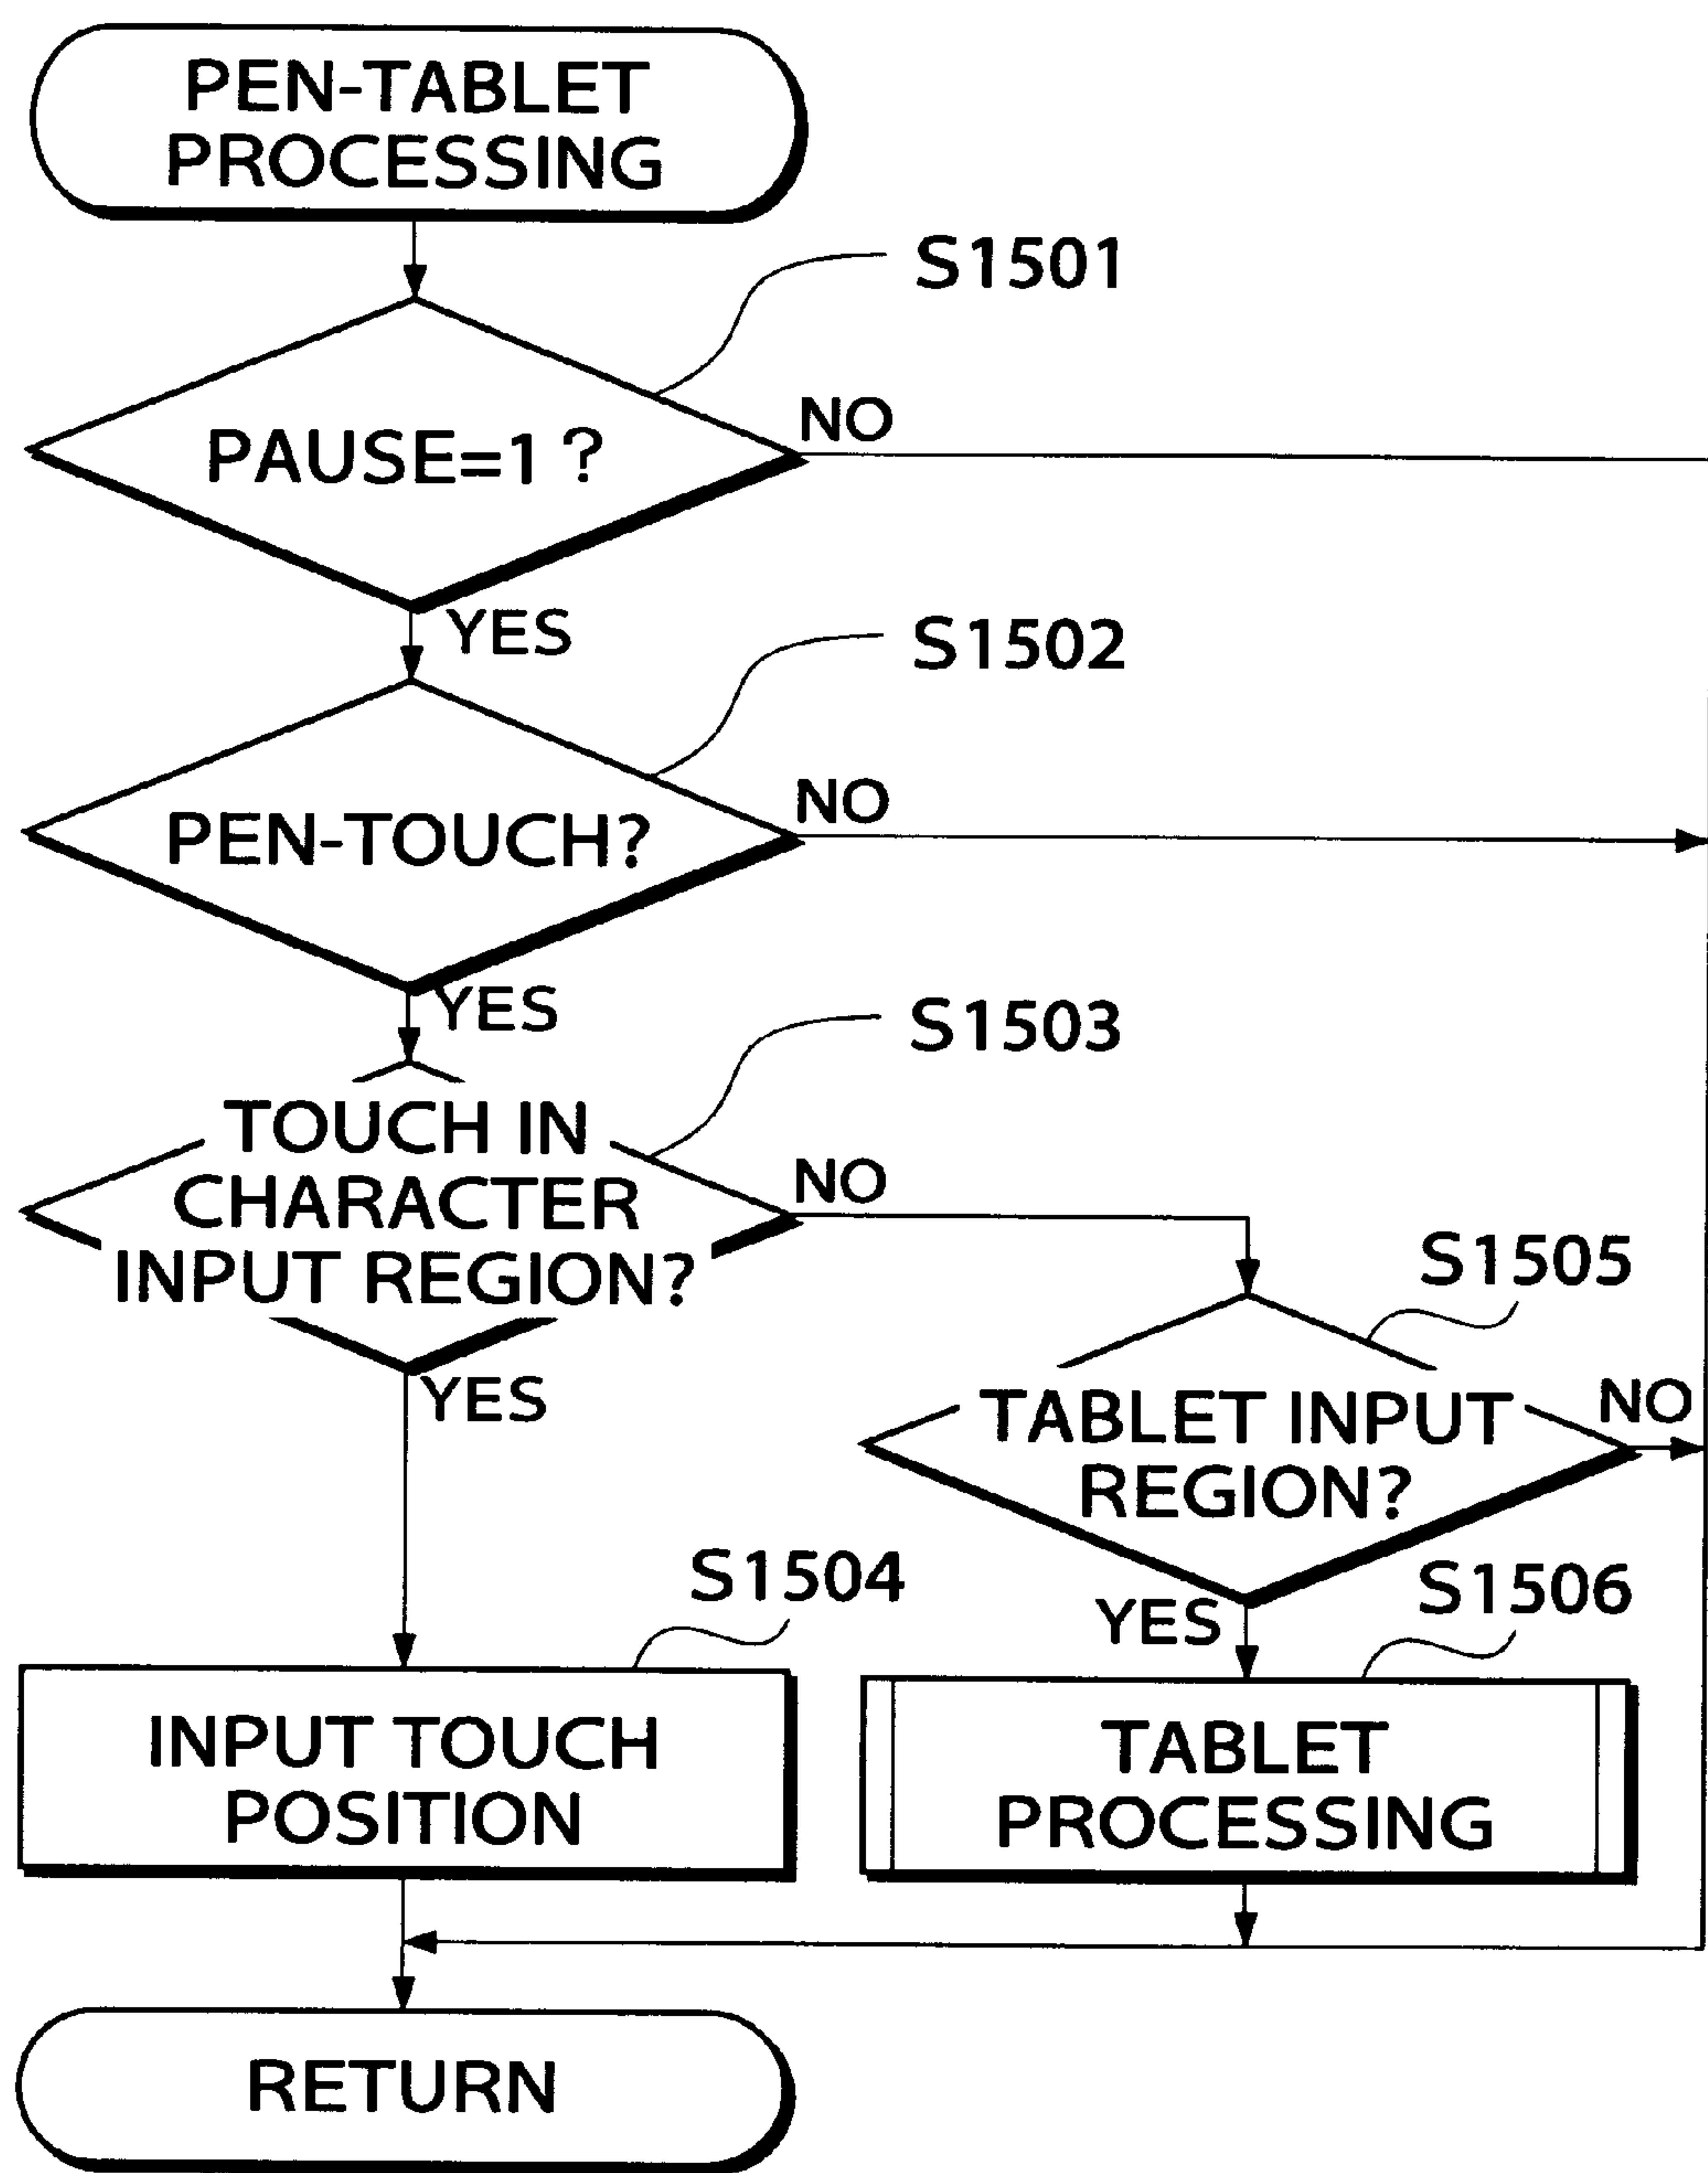 PEN-TABLET
PROCESSING
S1501
PAUSE=1?
NO
YES
S1502
PEN-TOUCH?
NO
YES
S1503
TOUCH IN
CHARACTER
INPUT REGION?
NO
YES
S1505
TABLET INPUT
REGION?
NO
YES
S1504
INPUT TOUCH
POSITION
S1506
TABLET
PROCESSING
RETURN